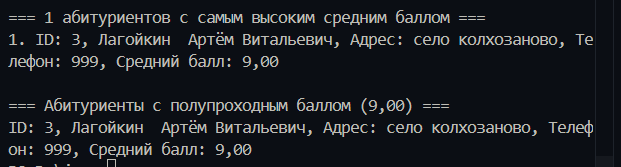 === 1 абитуриентов с самым высоким средним баллом ===
1. ID: 3, Лагойкин  Артём Витальевич, Адрес: село колхозаново, Те
лефон: 999, Средний балл: 9,00
=== Абитуриенты с полупроходным баллом (9,00) ===
ID: 3, Лагойкин  Артём Витальевич, Адрес: село колхозаново, Телеф
он: 999, Средний балл: 9,00